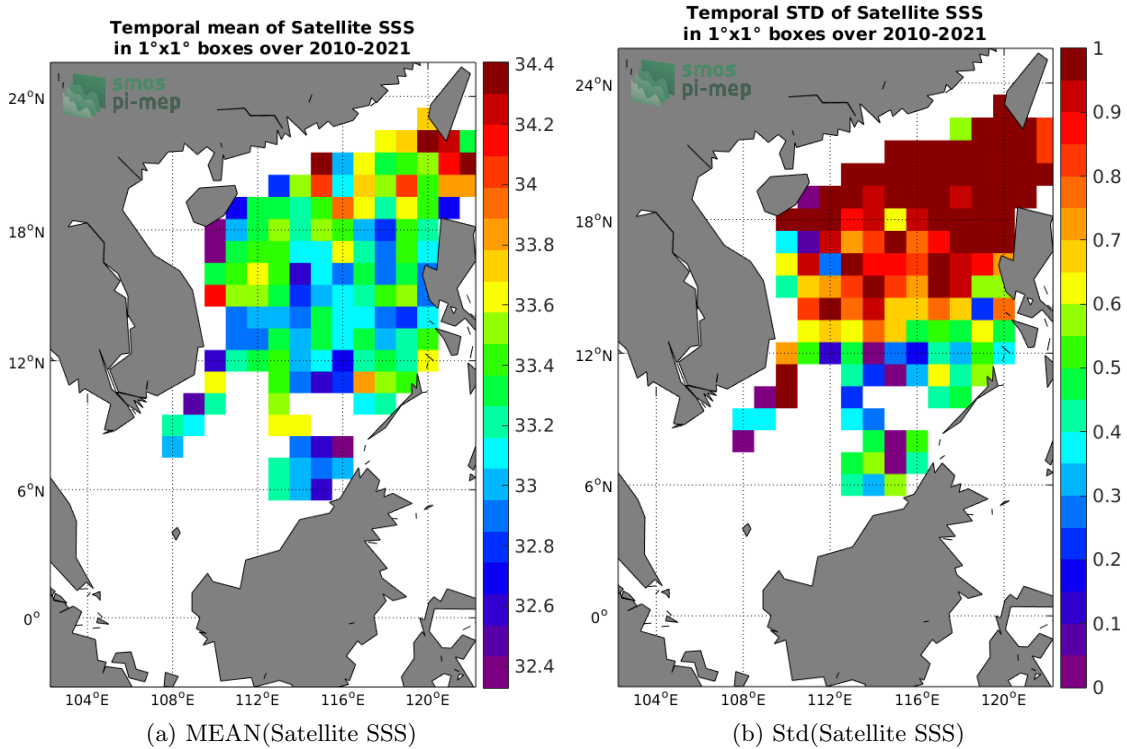 Temporal mean of Satellite SSS
in 1°x1° boxes over 2010-2021
smos
pi-mep
24°N
18°N
12°N
6°N
0°
104°E
108°E
112°E
116°E
120°E
34.4
34.2
34
33.8
33.6
33.4
33.2
33
32.8
32.6
32.4
(a) MEAN(Satellite SSS)
Temporal STD of Satellite SSS
in 1°x1° boxes over 2010-2021
smos
pi-mep
24°N
18°N
12°N
6°N
0°
104°E
108°E
112°E
116°E
120°E
1
0.9
0.8
0.7
0.6
0.5
0.4
0.3
0.2
0.1
0
(b) Std(Satellite SSS)